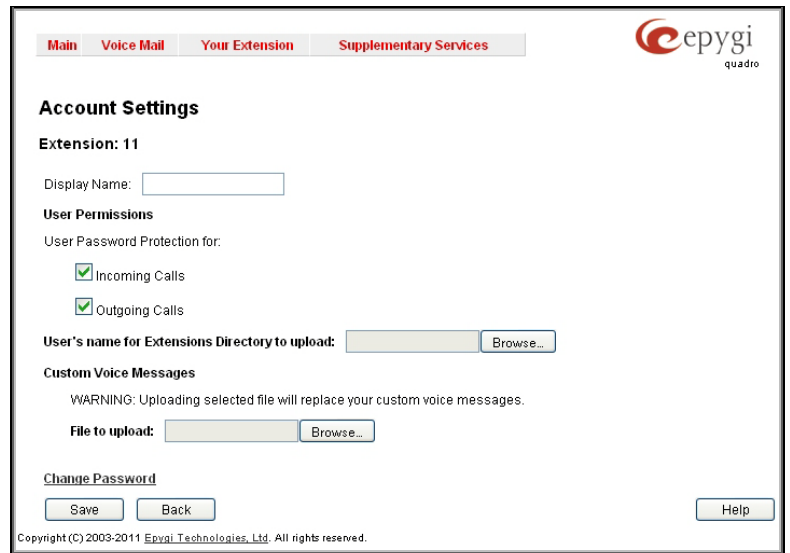 Main Voice Mail Your Extension Supplementary Services
epygi
quadro
Account Settings
Extension: 11
Display Name:
User Permissions
User Password Protection for:
Incoming Calls
Outgoing Calls
User's name for Extensions Directory to upload: Browse...
Custom Voice Messages
WARNING: Uploading selected file will replace your custom voice messages.
File to upload: Browse...
Change Password
Save Back Help
Copyright (C) 2003-2011 Epygi Technologies, Ltd. All rights reserved.